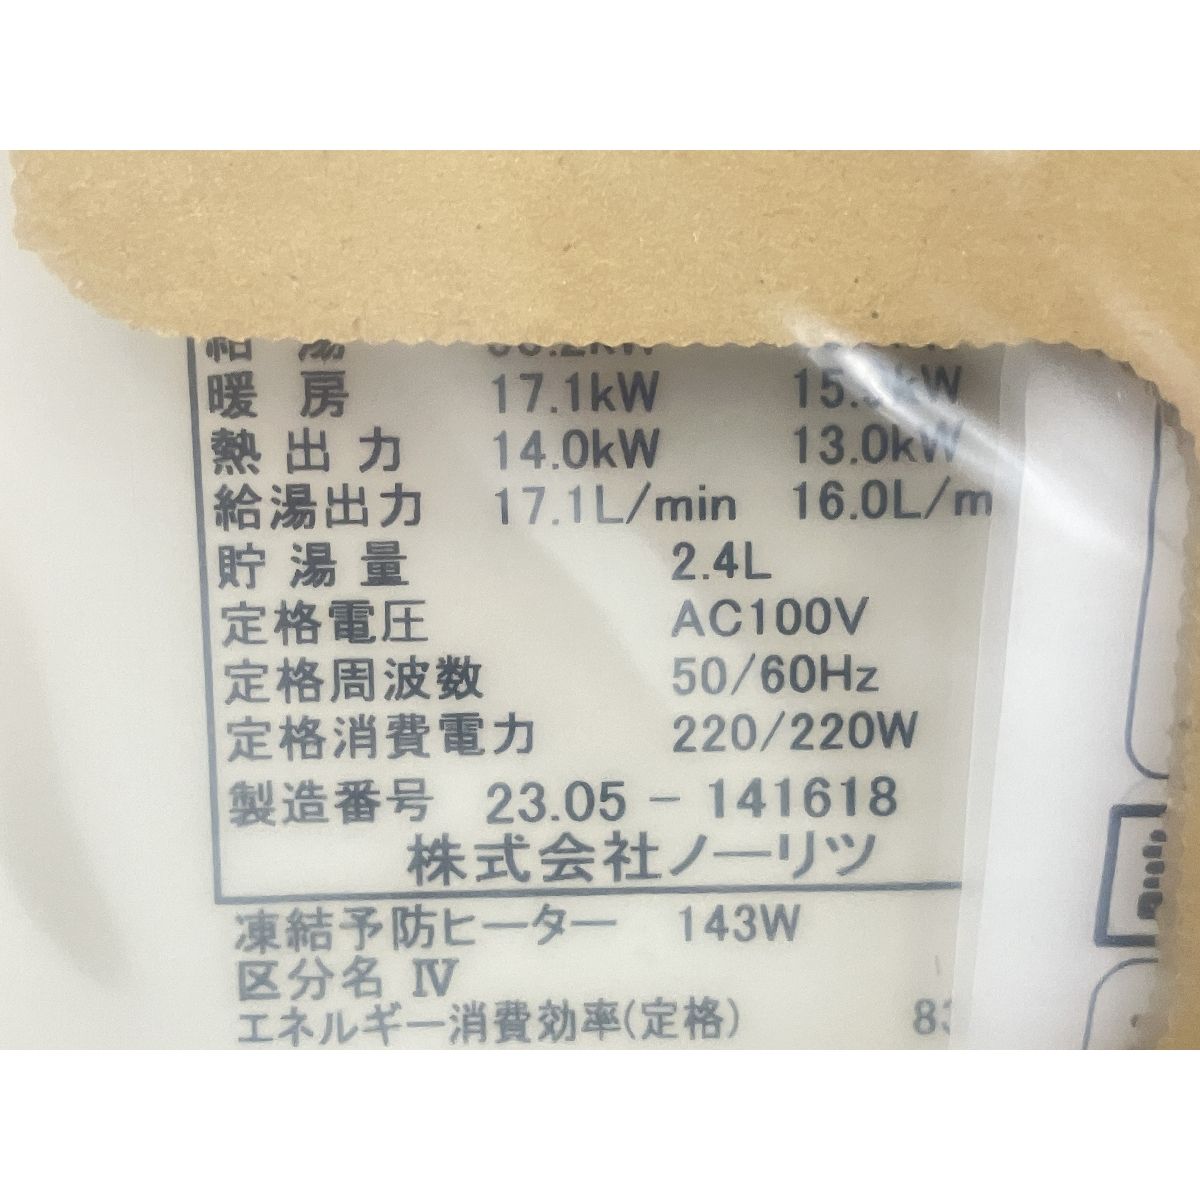 給 湯
暖 房 17.1kW
熱 出 力 14.0kW 13.0kW
給湯出力 17.1L/min 16.0L/m
貯 湯 量 2.4L
定格電圧 AC100V
定格周波数 50/60Hz
定格消費電力 220/220W
製造番号 23.05 - 141618
株式会社ノーリツ
凍結予防ヒーター 143W
区分名 Ⅳ
エネルギー消費効率(定格)